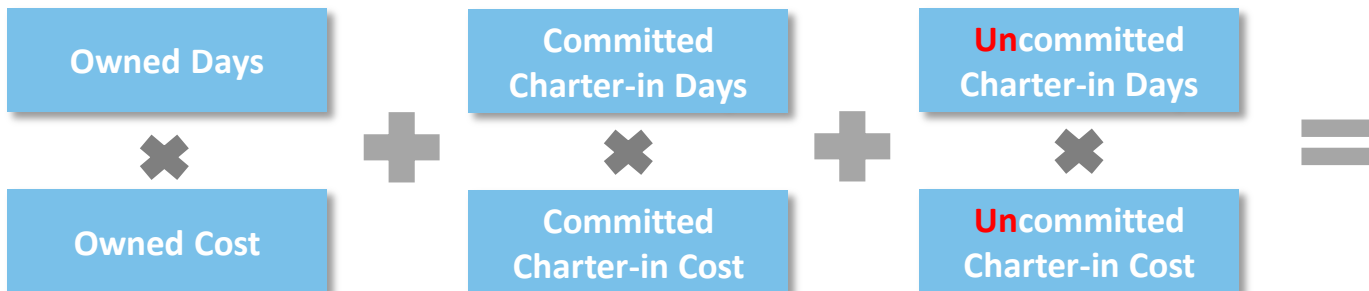 Owned Days
Committed
Charter-in Days
Uncommitted
Charter-in Days
Owned Cost
Committed
Charter-in Cost
Uncommitted
Charter-in Cost